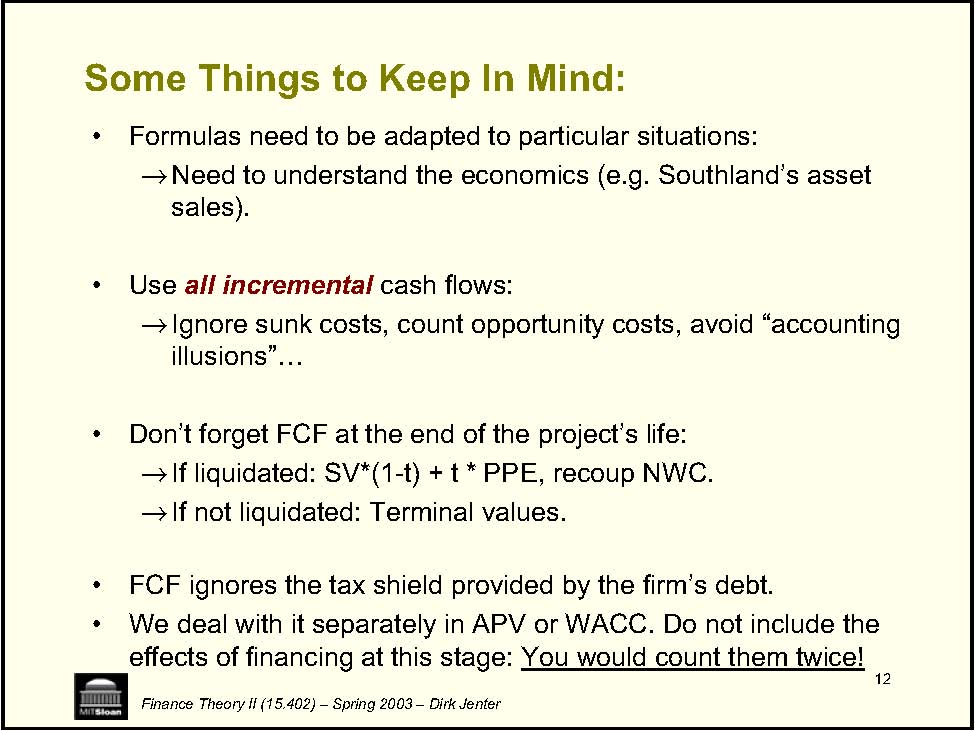 Some Things to Keep In Mind:
• Formulas need to be adapted to particular situations:
→ Need to understand the economics (e.g. Southland’s asset
sales).
• Use all incremental cash flows:
→ Ignore sunk costs, count opportunity costs, avoid “accounting
illusions”…
• Don’t forget FCF at the end of the project’s life:
→ If liquidated: SV*(1-t) + t * PPE, recoup NWC.
→ If not liquidated: Terminal values.
• FCF ignores the tax shield provided by the firm’s debt.
• We deal with it separately in APV or WACC. Do not include the
effects of financing at this stage: You would count them twice!
12
MITSloan
Finance Theory II (15.402) – Spring 2003 – Dirk Jenter